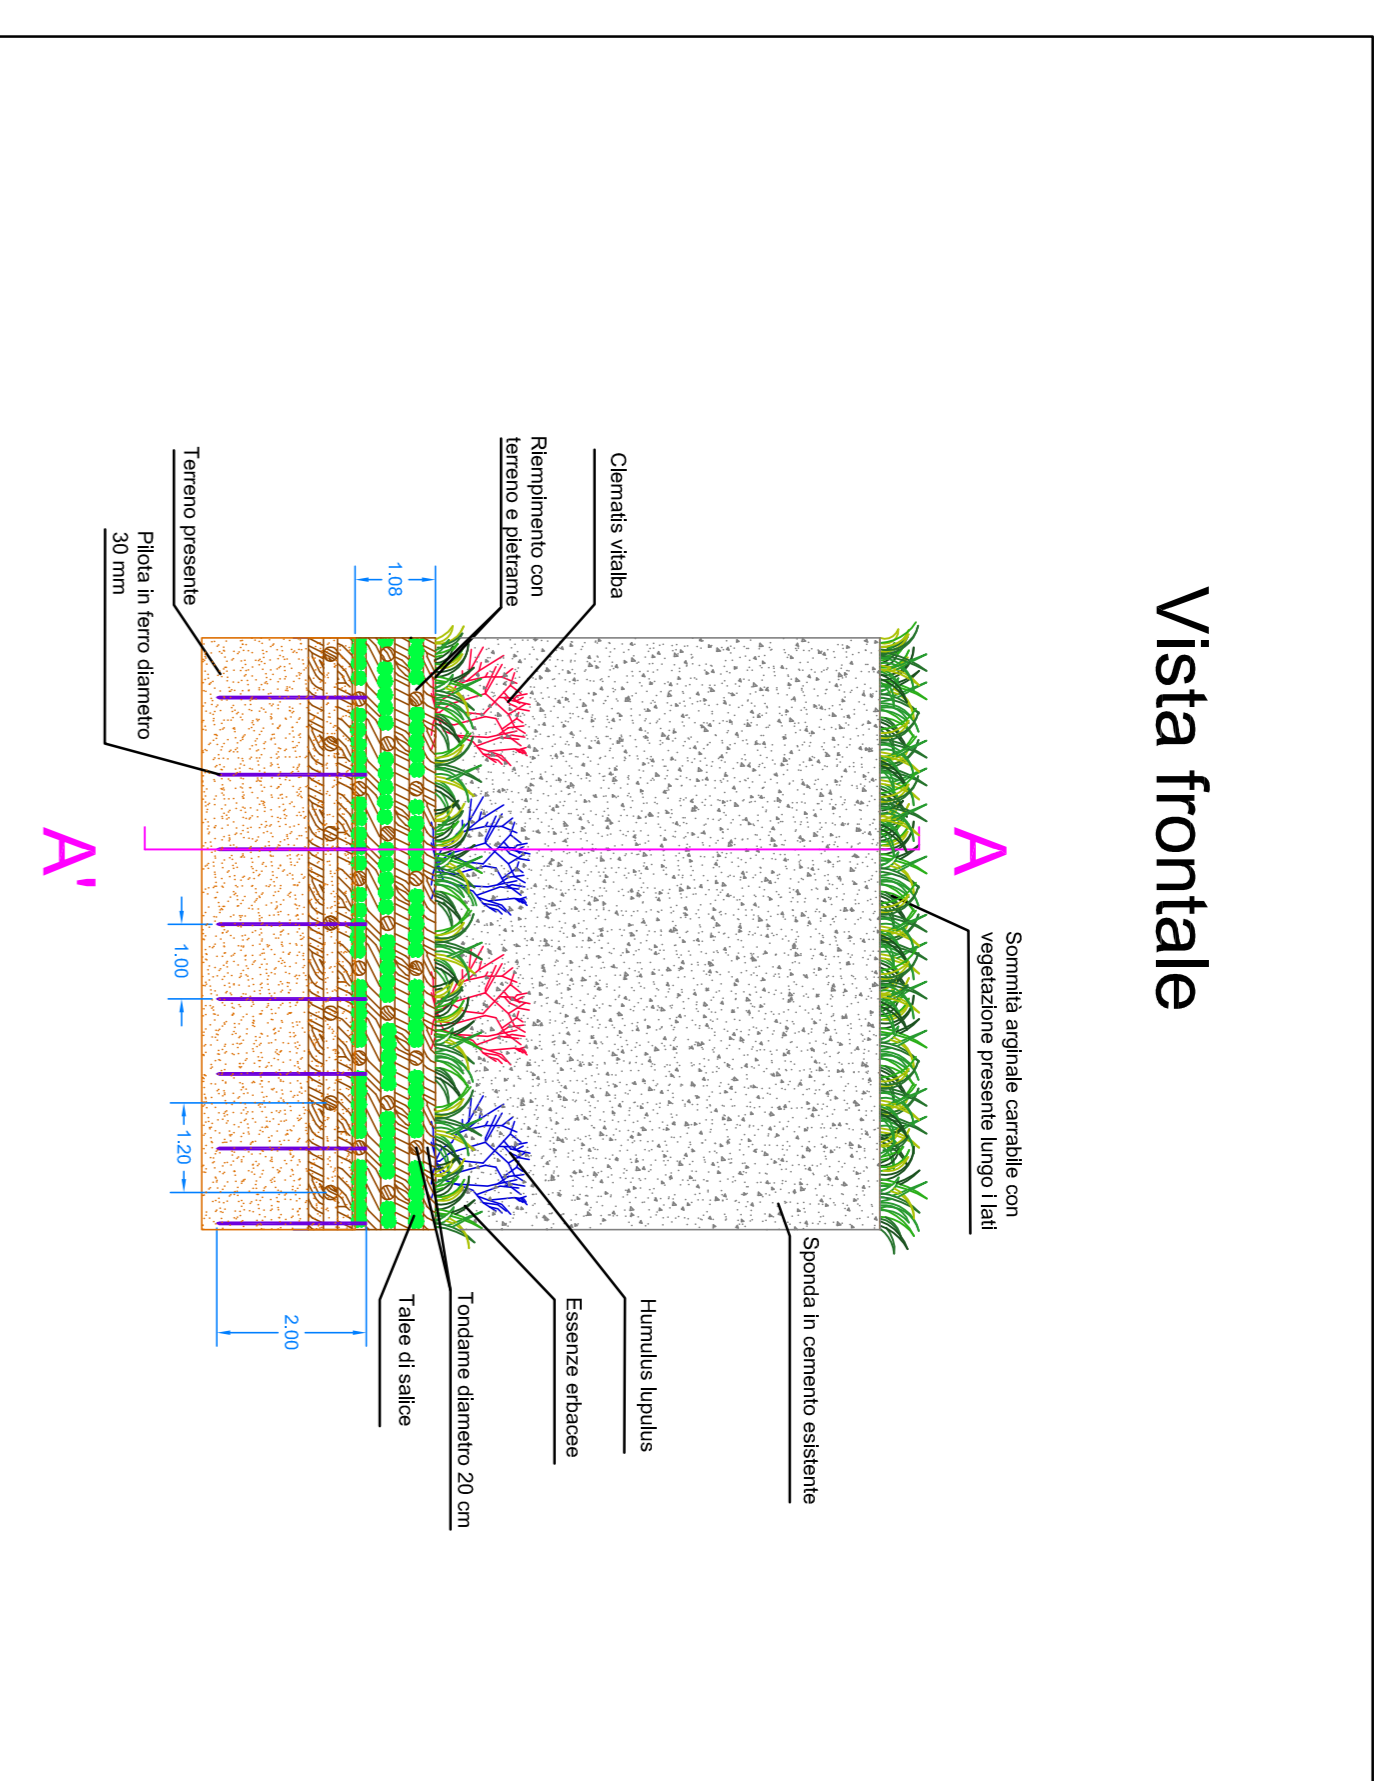 Vista frontale
A
Sommità arginale carrabile con
vegetazione presente lungo i lati
Sponda in cemento esistente
Clematis vitalba
Humulus lupulus
Riempimento con
terreno e pietrame
Essenze erbacee
Tondame diametro 20 cm
Talee di salice
1.08
2.00
Terreno presente
Pilota in ferro diametro
30 mm
1.00
1.20
A'